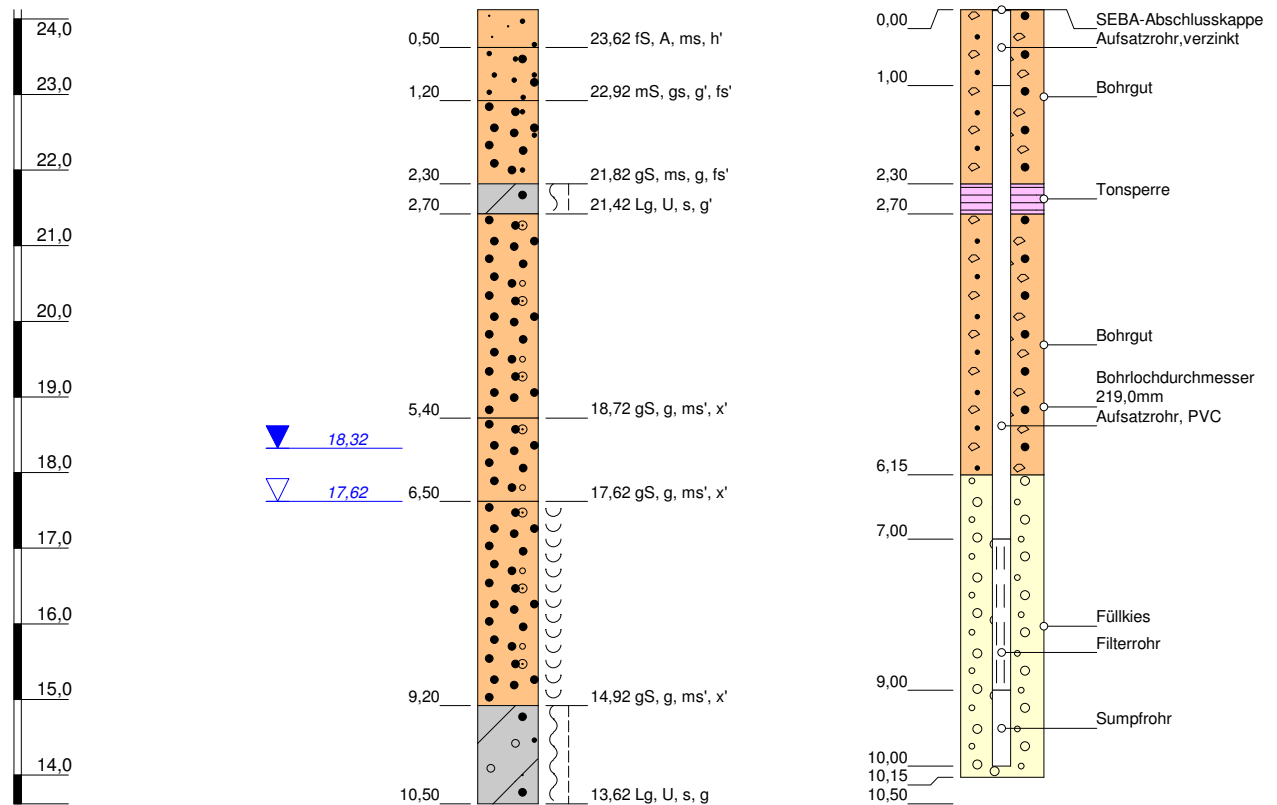 24,0
23,0
22,0
21,0
20,0
19,0
18,0
17,0
16,0
15,0
14,0
18,32
17,62
0,50 23,62 fS, A, ms, h'
1,20 22,92 mS, gs, g', fs'
2,30 21,82 gS, ms, g, fs'
2,70 21,42 Lg, U, s, g'
5,40 18,72 gS, g, ms', x'
6,50 17,62 gS, g, ms', x'
9,20 14,92 gS, g, ms', x'
10,50 13,62 Lg, U, s, g
0,00
1,00
2,30
2,70
6,15
7,00
9,00
10,00
10,15
10,50
SEBA-Abschlusskappe
Aufsatzrohr,verzinkt
Bohrgut
Tonsperre
Bohrgut
Bohrlochdurchmesser
219,0mm
Aufsatzrohr, PVC
Füllkies
Filterrohr
Sumpfrohr